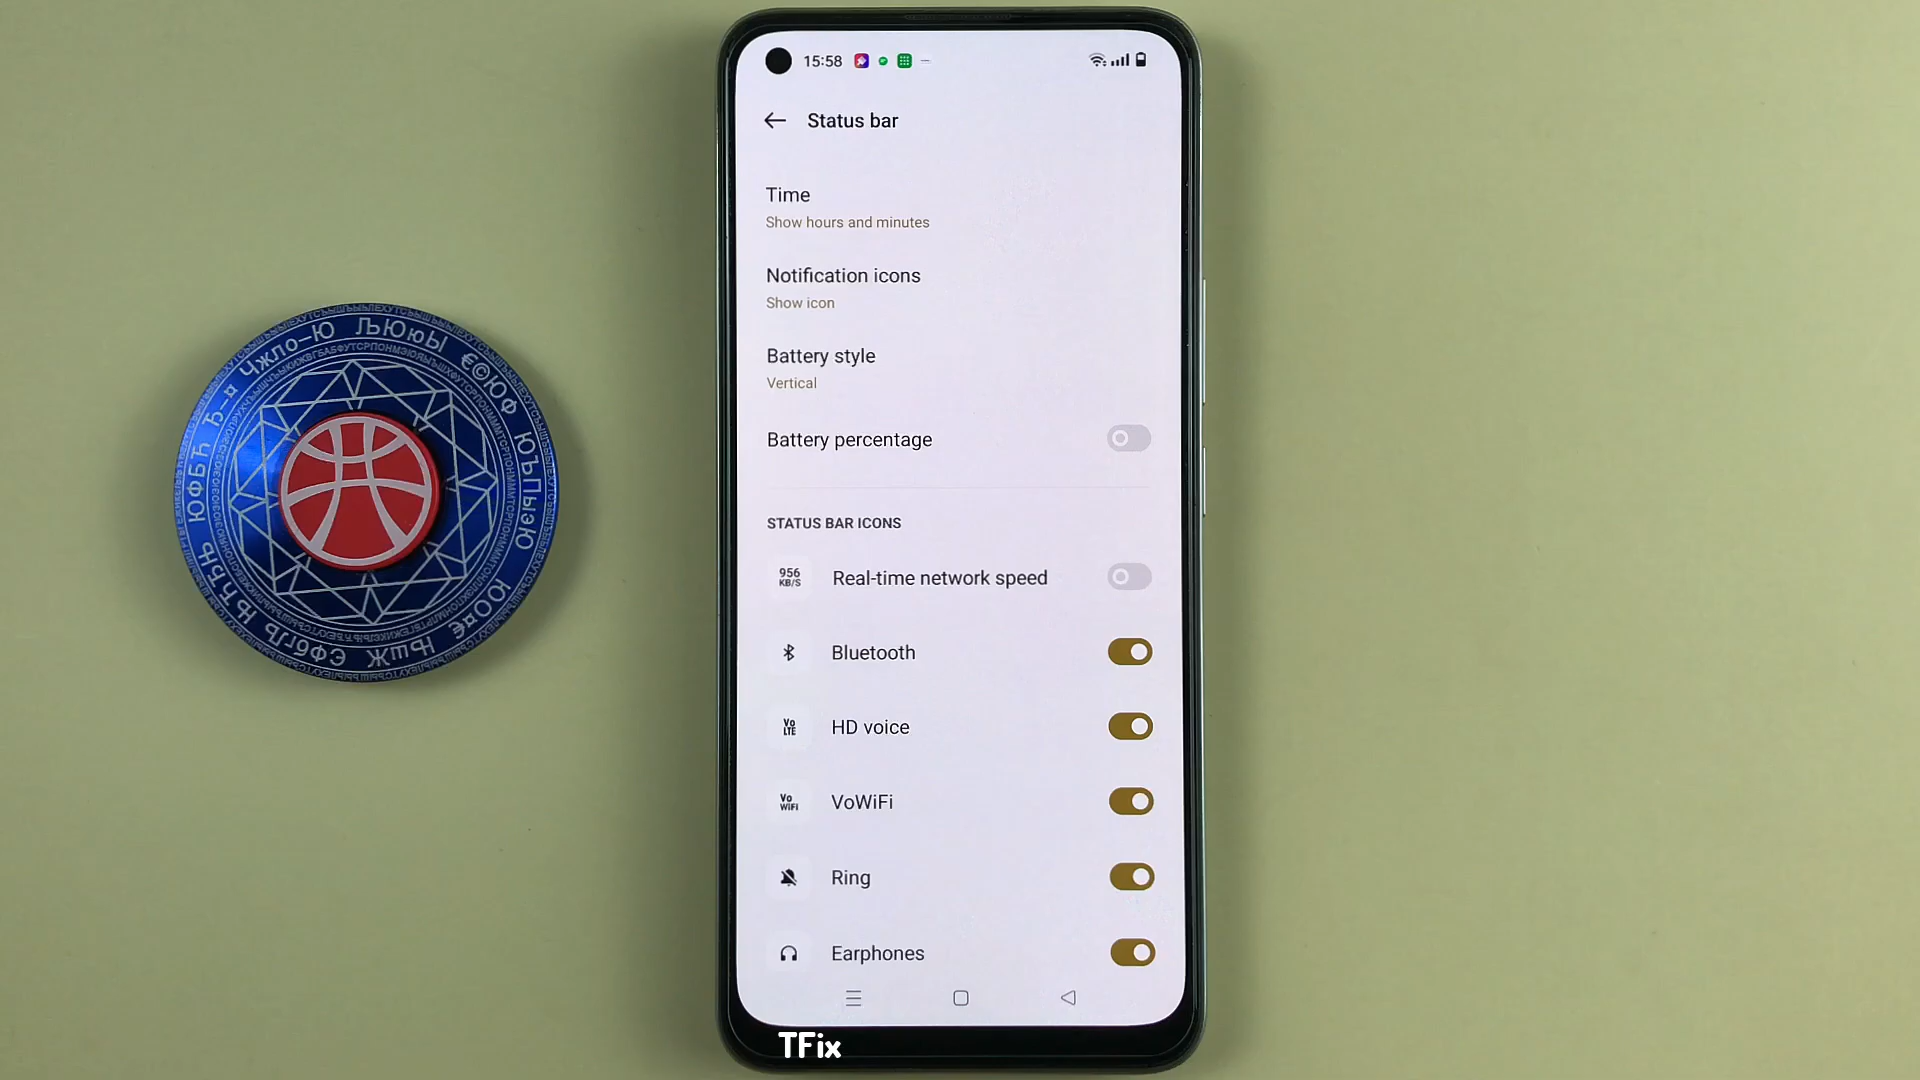 15:58
Status bar
Time
Show hours and minutes
Notification icons
Show icon
Battery style
Vertical
Battery percentage
STATUS BAR ICONS
956
KB/S
Real-time network speed
Bluetooth
Vo
LTE
HD voice
Vo
WiFi
VoWiFi
Ring
Earphones
TFix